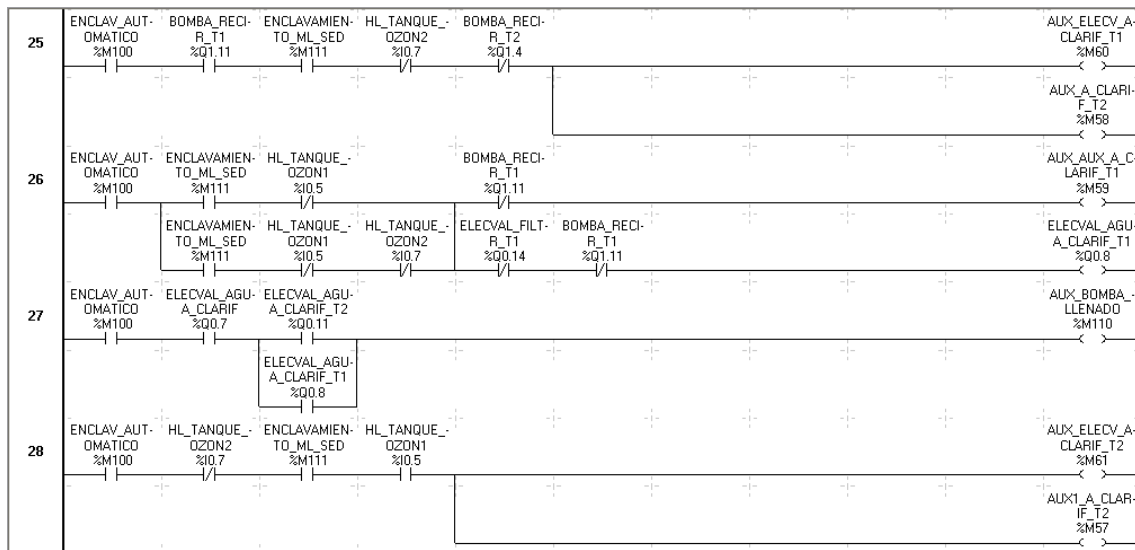 25
ENCLAV_AUT-
OMATICO
%M100
BOMBA_RECI-
R_T1
%Q1.11
ENCLAVAMIEN-
TO_ML_SED
%M111
HL_TANQUE_-
OZON2
%I0.7
BOMBA_RECI-
R_T2
%Q1.4
AUX_ELECV_A-
CLARIF_T1
%M60
AUX_A_CLARI-
F_T2
%M58
26
ENCLAV_AUT-
OMATICO
%M100
ENCLAVAMIEN-
TO_ML_SED
%M111
HL_TANQUE_-
OZON1
%I0.5
BOMBA_RECI-
R_T1
%Q1.11
AUX_AUX_A_C-
LARIF_T1
%M59
ENCLAVAMIEN-
TO_ML_SED
%M111
HL_TANQUE_-
OZON1
%I0.5
HL_TANQUE_-
OZON2
%I0.7
ELECVAL_FILT-
R_T1
%Q0.14
BOMBA_RECI-
R_T1
%Q1.11
ELECVAL_AGU-
A_CLARIF_T1
%Q0.8
27
ENCLAV_AUT-
OMATICO
%M100
ELECVAL_AGU-
A_CLARIF
%Q0.7
ELECVAL_AGU-
A_CLARIF_T2
%Q0.11
AUX_BOMBA_-
LLENADO
%M110
ELECVAL_AGU-
A_CLARIF_T1
%Q0.8
28
ENCLAV_AUT-
OMATICO
%M100
HL_TANQUE_-
OZON2
%I0.7
ENCLAVAMIEN-
TO_ML_SED
%M111
HL_TANQUE_-
OZON1
%I0.5
AUX_ELECV_A-
CLARIF_T2
%M61
AUX1_A_CLAR-
IF_T2
%M57